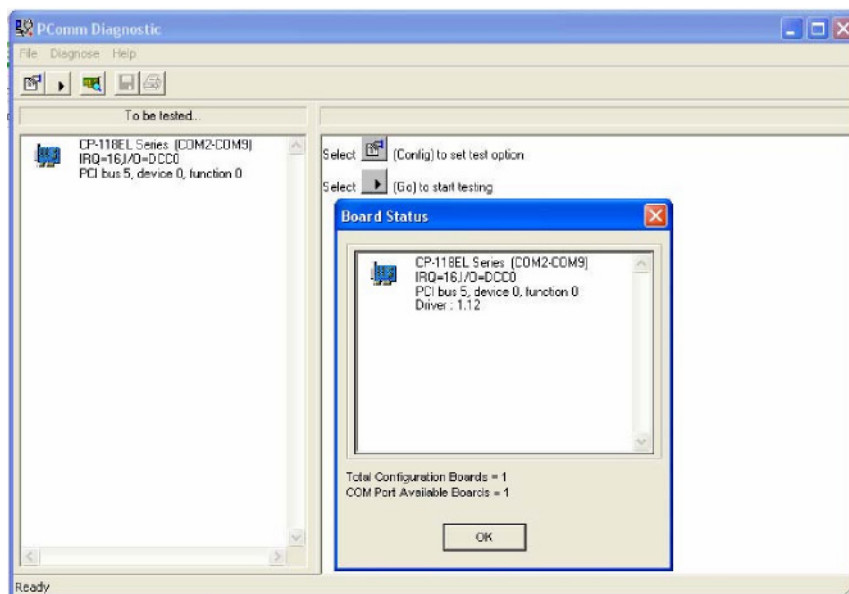 PComm Diagnostic
File Diagnose Help
To be tested...
CP-118EL Series (COM2-COM9)
IRQ=16,I/O=DCC0
PCI bus 5, device 0, function 0
Select (Config) to set test option
Select (Go) to start testing
Board Status
CP-118EL Series (COM2-COM9)
IRQ=16,I/O=DCC0
PCI bus 5, device 0, function 0
Driver : 1.12
Total Configuration Boards = 1
COM Port Available Boards = 1
OK
Ready